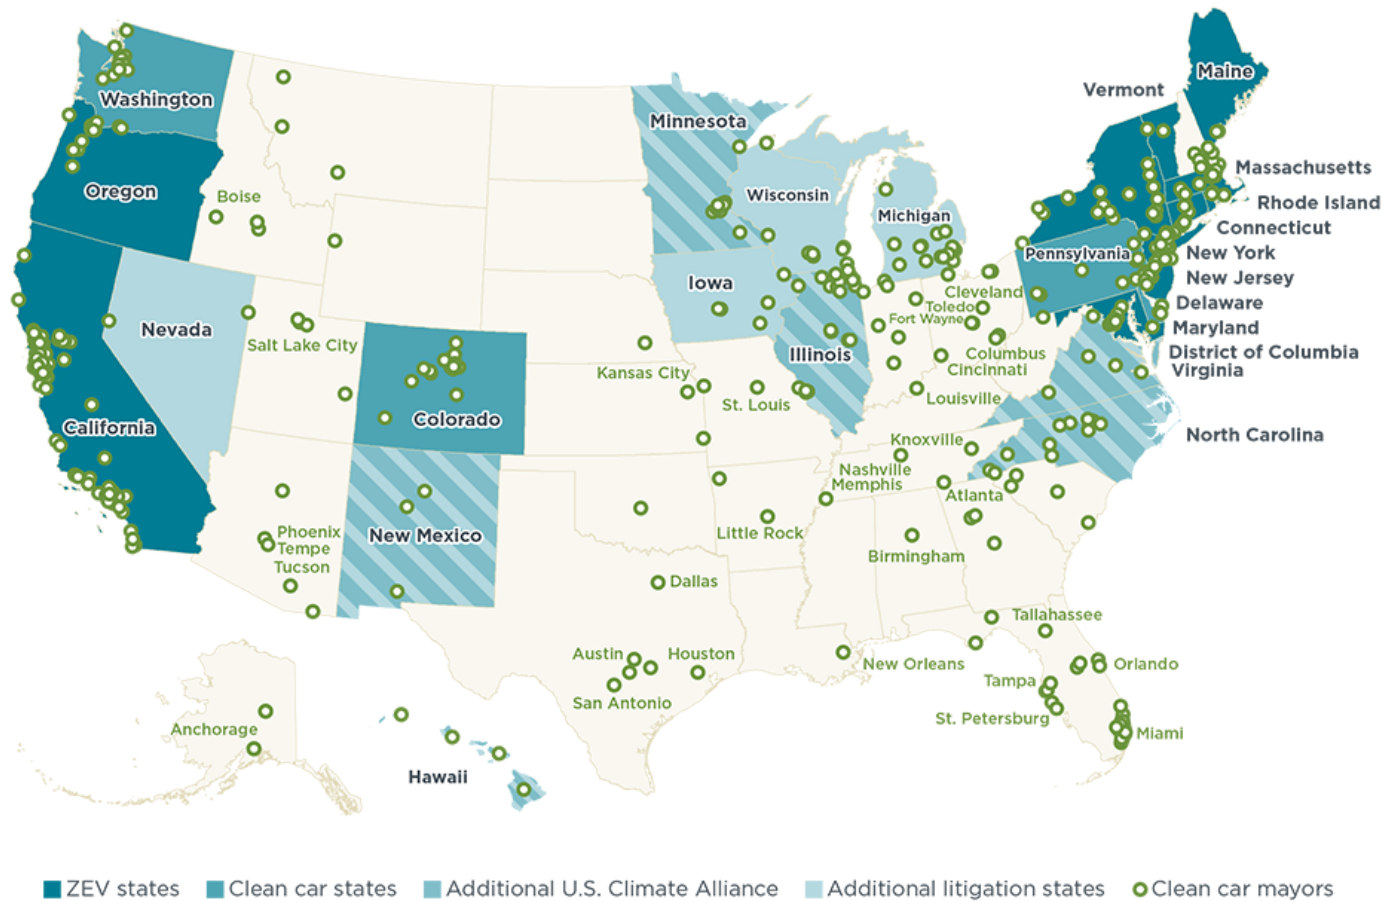 Maine
Vermont
Washington
Minnesota
Massachusetts
Oregon
Boise
Wisconsin
Rhode Island
Michigan
Connecticut
Pennsylvania
New York
New Jersey
Iowa
Cleveland
Toledo
Delaware
Nevada
Fort Wayne
Maryland
Salt Lake City
Illinois
Columbus
District of Columbia
Cincinnati
Virginia
Kansas City
St. Louis
Louisville
California
Colorado
North Carolina
Knoxville
Nashville
Memphis
Atlanta
Phoenix
New Mexico
Little Rock
Tempe
Birmingham
Tucson
Dallas
Tallahassee
Austin
Houston
New Orleans
Orlando
Tampa
San Antonio
St. Petersburg
Anchorage
Miami
Hawaii
ZEV states
Clean car states
Additional U.S. Climate Alliance
Additional litigation states
Clean car mayors